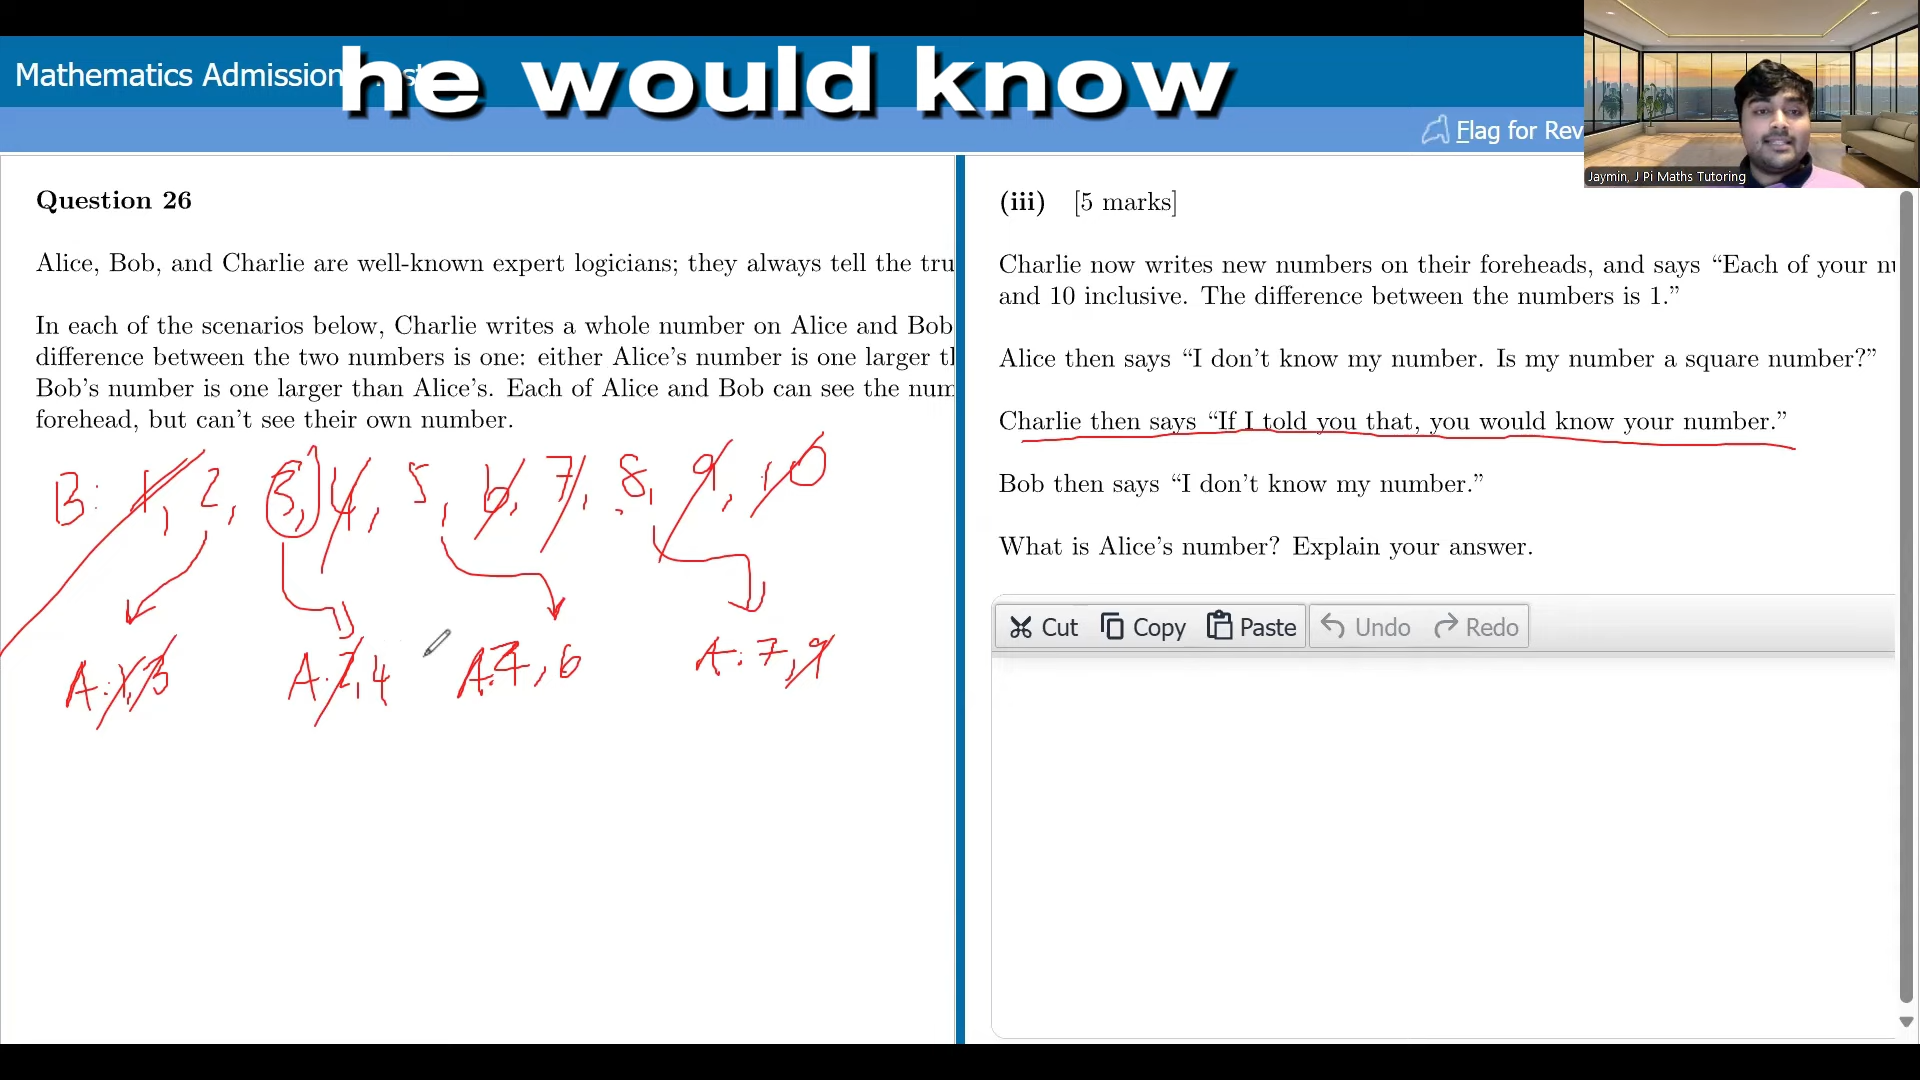 he would know
Mathematics Admission
Flag for Rev
Jaymin, J Pi Maths Tutoring
Question 26
Alice, Bob, and Charlie are well-known expert logicians; they always tell the tru
In each of the scenarios below, Charlie writes a whole number on Alice and Bob
difference between the two numbers is one: either Alice's number is one larger t
Bob's number is one larger than Alice's. Each of Alice and Bob can see the num
forehead, but can't see their own number.
B: 1, 2, 3, 4, 5, 6, 7, 8, 9, 10
A: 1, 3 A: 2, 4 A: 4, 6 A: 7, 9
(iii) [5 marks]
Charlie now writes new numbers on their foreheads, and says “Each of your nu
and 10 inclusive. The difference between the numbers is 1.”
Alice then says “I don't know my number. Is my number a square number?”
Charlie then says “If I told you that, you would know your number.”
Bob then says “I don't know my number.”
What is Alice's number? Explain your answer.
Cut Copy Paste Undo Redo